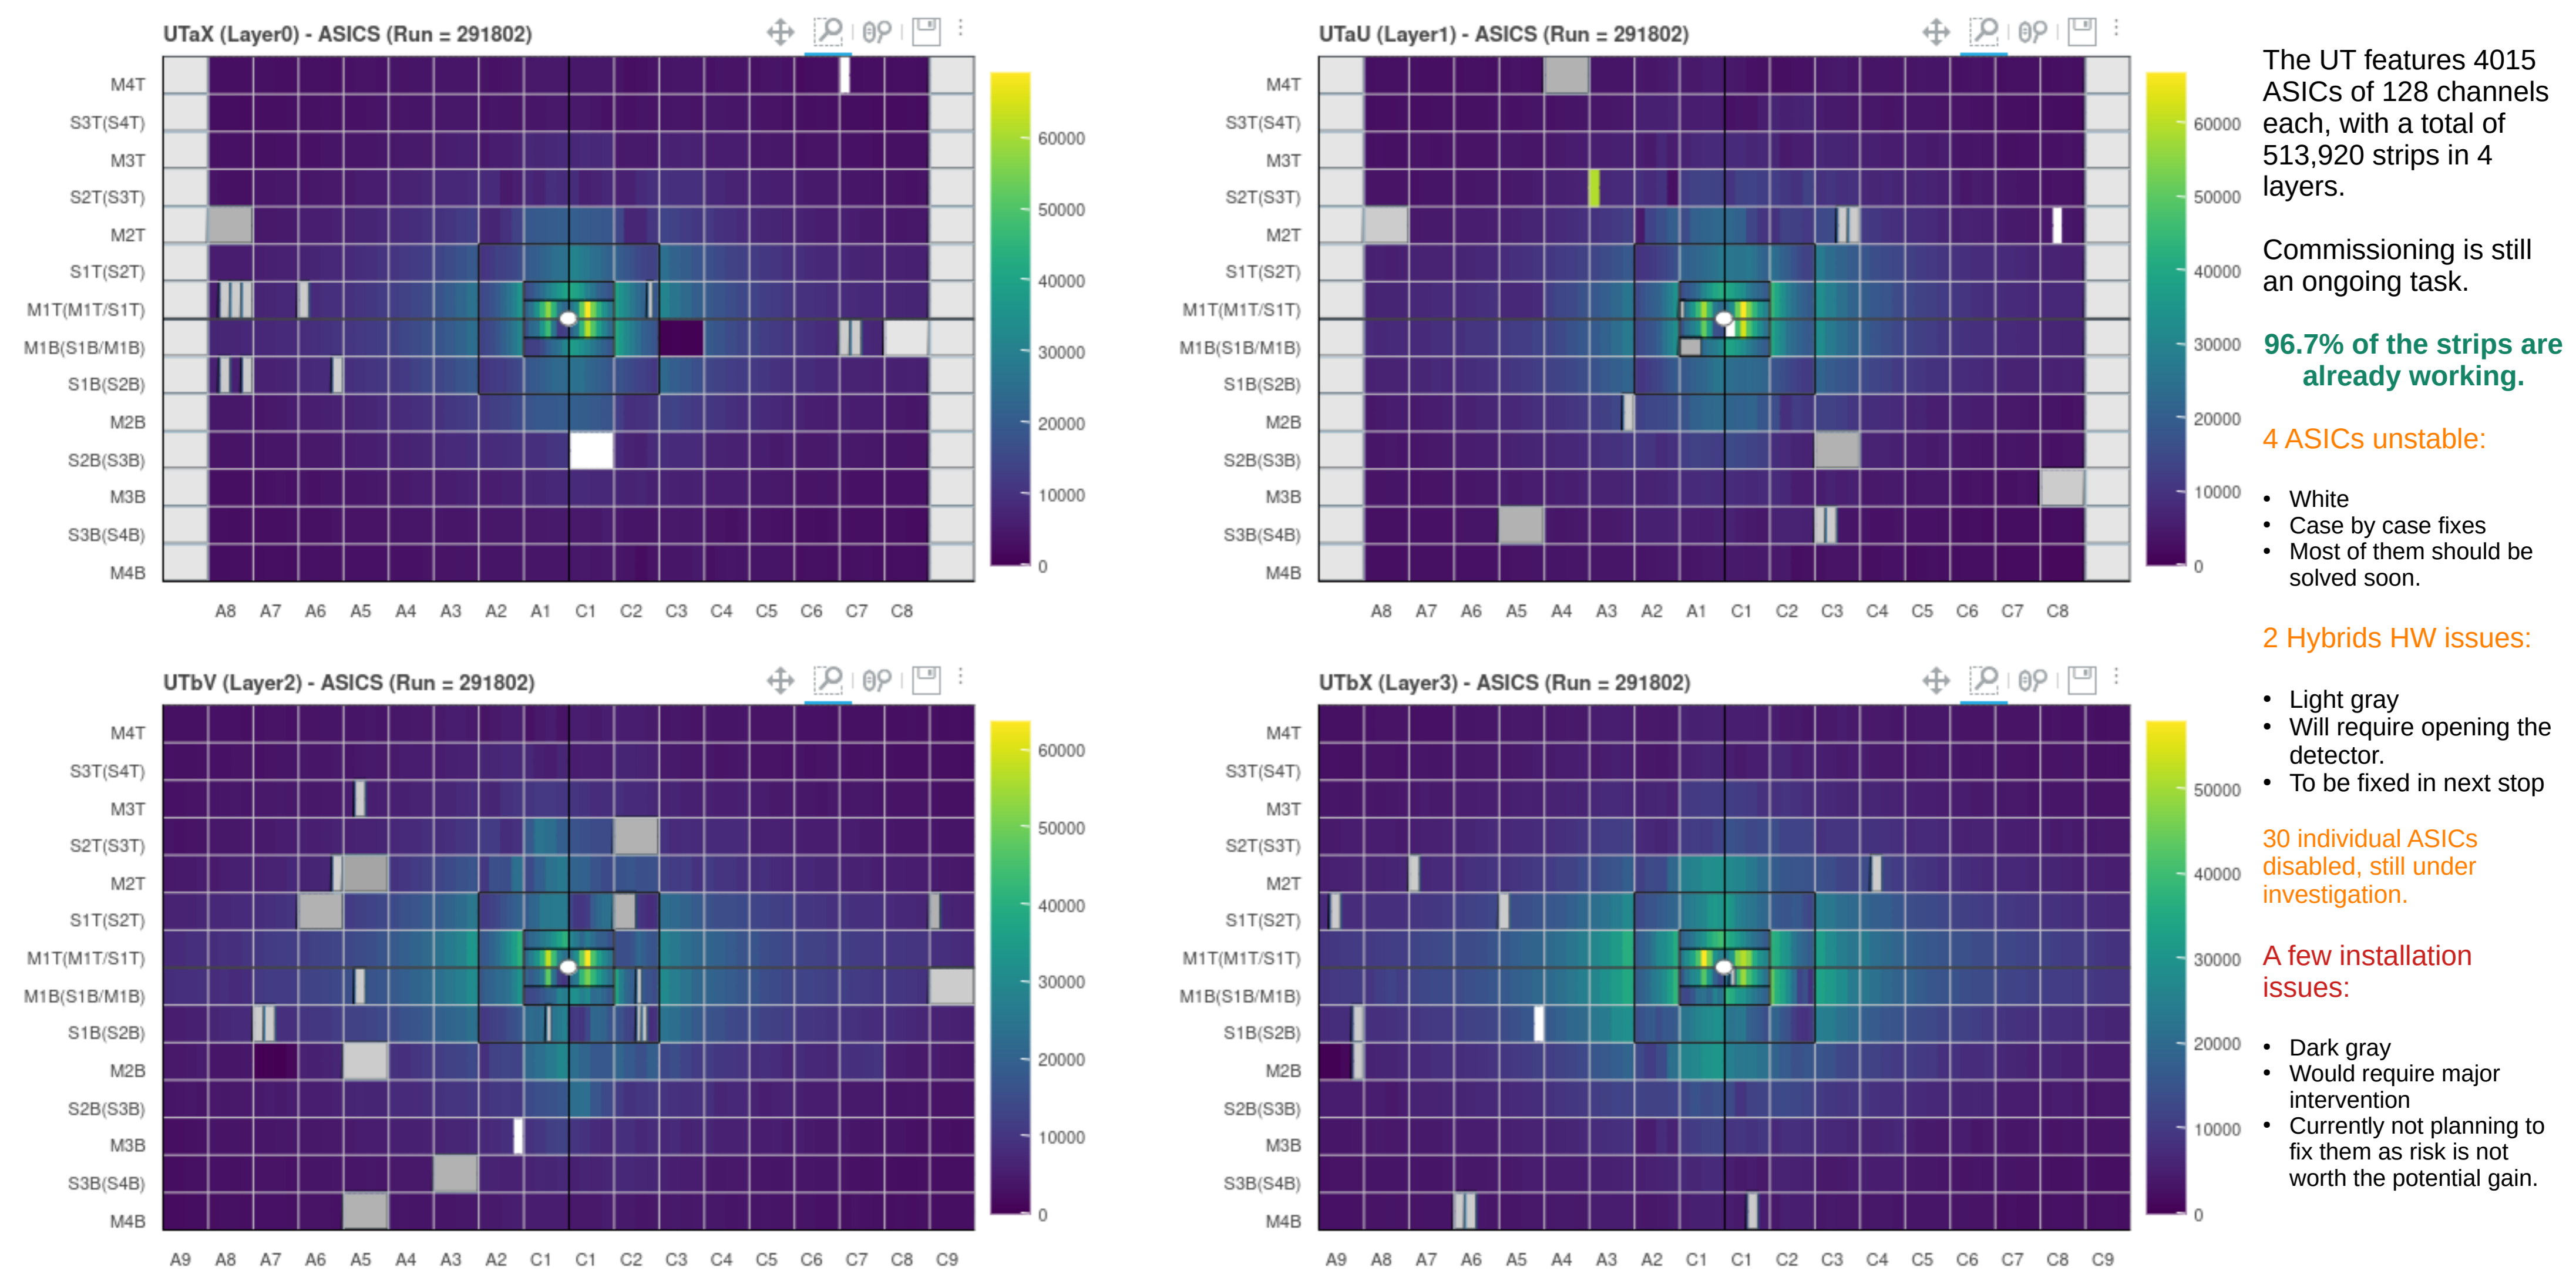 UTaX (Layer0) - ASICS (Run = 291802)
M4T
S3T(S4T)
M3T
S2T(S3T)
M2T
S1T(S2T)
M1T(M1T/S1T)
M1B(S1B/M1B)
S1B(S2B)
M2B
S2B(S3B)
M3B
S3B(S4B)
M4B
A8 A7 A6 A5 A4 A3 A2 A1 C1 C2 C3 C4 C5 C6 C7 C8
60000
50000
40000
30000
20000
10000
0
UTaU (Layer1) - ASICS (Run = 291802)
M4T
S3T(S4T)
M3T
S2T(S3T)
M2T
S1T(S2T)
M1T(M1T/S1T)
M1B(S1B/M1B)
S1B(S2B)
M2B
S2B(S3B)
M3B
S3B(S4B)
M4B
A8 A7 A6 A5 A4 A3 A2 A1 C1 C2 C3 C4 C5 C6 C7 C8
60000
50000
40000
30000
20000
10000
0
UTbV (Layer2) - ASICS (Run = 291802)
M4T
S3T(S4T)
M3T
S2T(S3T)
M2T
S1T(S2T)
M1T(M1T/S1T)
M1B(S1B/M1B)
S1B(S2B)
M2B
S2B(S3B)
M3B
S3B(S4B)
M4B
A9 A8 A7 A6 A5 A4 A3 A2 C1 C1 C2 C3 C4 C5 C6 C7 C8 C9
60000
50000
40000
30000
20000
10000
0
UTbX (Layer3) - ASICS (Run = 291802)
M4T
S3T(S4T)
M3T
S2T(S3T)
M2T
S1T(S2T)
M1T(M1T/S1T)
M1B(S1B/M1B)
S1B(S2B)
M2B
S2B(S3B)
M3B
S3B(S4B)
M4B
A9 A8 A7 A6 A5 A4 A3 A2 C1 C1 C2 C3 C4 C5 C6 C7 C8 C9
50000
40000
30000
20000
10000
0
The UT features 4015
ASICs of 128 channels
each, with a total of
513,920 strips in 4
layers.
Commissioning is still
an ongoing task.
96.7% of the strips are
already working.
4 ASICs unstable:
• White
• Case by case fixes
• Most of them should be
solved soon.
2 Hybrids HW issues:
• Light gray
• Will require opening the
detector.
• To be fixed in next stop
30 individual ASICs
disabled, still under
investigation.
A few installation
issues:
• Dark gray
• Would require major
intervention
• Currently not planning to
fix them as risk is not
worth the potential gain.